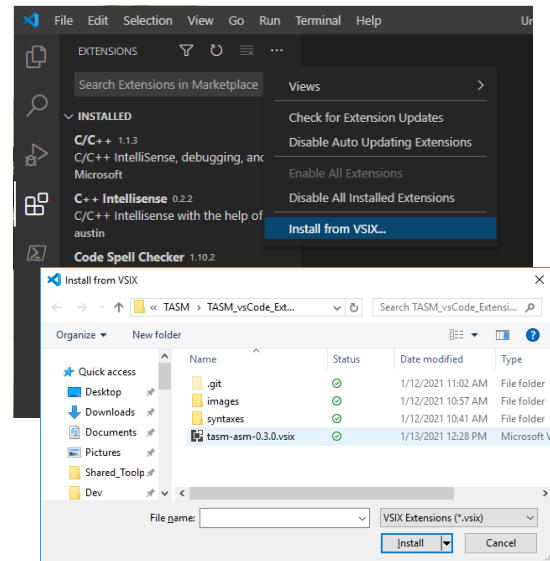 File Edit Selection View Go Run Terminal Help Ur
EXTENSIONS
Search Extensions in Marketplace
INSTALLED
C/C++ 1.1.3
C/C++ IntelliSense, debugging, and
Microsoft
C++ Intellisense 0.2.2
C/C++ Intellisense with the help of
austin
Code Spell Checker 1.10.2
Views
Check for Extension Updates
Disable Auto Updating Extensions
Enable All Extensions
Disable All Installed Extensions
Install from VSIX...
Install from VSIX
« TASM › TASM_vsCode_Ext...
Search TASM_vsCode_Extensi...
Organize
New folder
Quick access
Desktop
Downloads
Documents
Pictures
Shared_Toolp
Dev
Name Status Date modified Type
.git 1/12/2021 11:02 AM File folder
images 1/12/2021 10:57 AM File folder
syntaxes 1/12/2021 10:41 AM File folder
tasm-asm-0.3.0.vsix 1/13/2021 12:28 PM Microsoft V
File name:
VSIX Extensions (*.vsix)
Install
Cancel